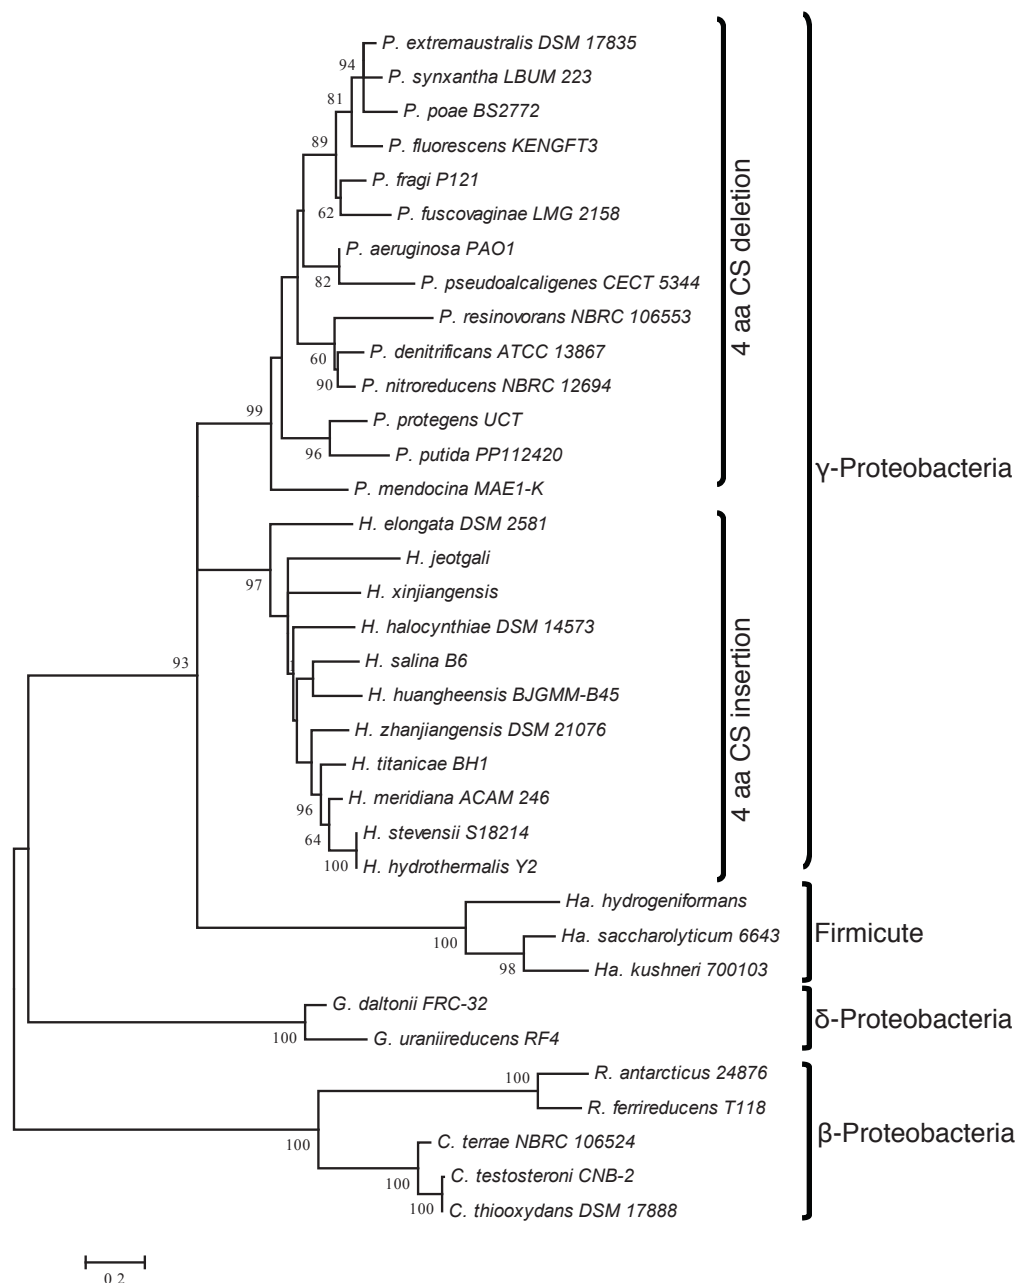 P. extremaustralis DSM 17835
94
P. synxantha LBUM 223
81
P. poae BS2772
89
P. fluorescens KENGFT3
P. fragi P121
62
P. fuscovaginae LMG 2158
P. aeruginosa PAO1
82
P. pseudoalcaligenes CECT 5344
P. resinovorans NBRC 106553
60
P. denitrificans ATCC 13867
90
P. nitroreducens NBRC 12694
99
P. protegens UCT
96
P. putida PP112420
P. mendocina MAE1-K
4 aa CS deletion
γ-Proteobacteria
H. elongata DSM 2581
97
H. jeotgali
H. xinjiangensis
H. halocynthiae DSM 14573
93
H. salina B6
H. huangheensis BJGMM-B45
H. zhanjiangensis DSM 21076
H. titanicae BH1
96
H. meridiana ACAM 246
64
H. stevensii S18214
100
H. hydrothermalis Y2
4 aa CS insertion
Ha. hydrogeniformans
100
Ha. saccharolyticum 6643
98
Ha. kushneri 700103
Firmicute
G. daltonii FRC-32
100
G. uraniireducens RF4
δ-Proteobacteria
R. antarcticus 24876
100
R. ferrireducens T118
100
C. terrae NBRC 106524
100
C. testosteroni CNB-2
100
C. thiooxydans DSM 17888
β-Proteobacteria
0.2